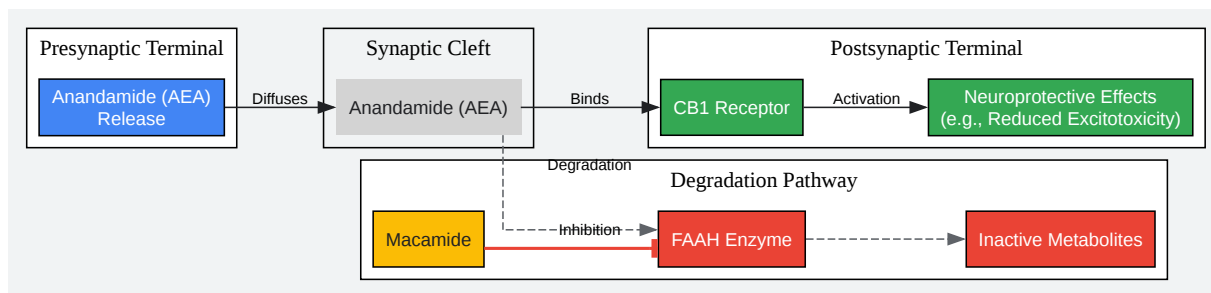 Presynaptic Terminal
Synaptic Cleft
Postsynaptic Terminal
Anandamide (AEA)
Release
Diffuses
Anandamide (AEA)
Binds
CB1 Receptor
Activation
Neuroprotective Effects
(e.g., Reduced Excitotoxicity)
Degradation
Degradation Pathway
Macamide
Inhibition
FAAH Enzyme
Inactive Metabolites